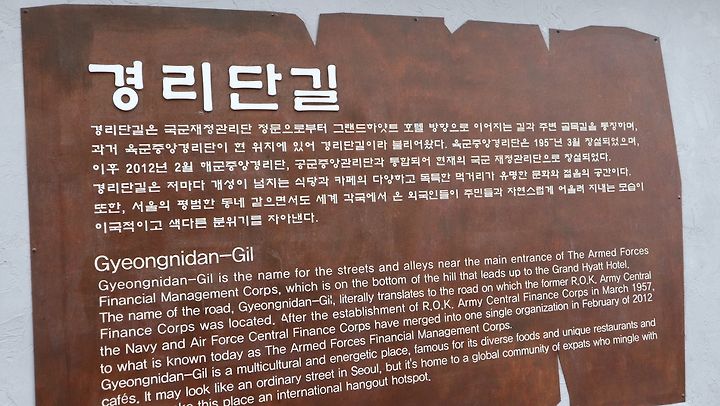 경리단길
경리단길은 국군재정관리단 정문으로부터 그랜드하얏트 호텔 방향으로 이어지는 길과 주변 골목길을 통칭하며,
과거 육군중앙경리단이 현 위치에 있어 경리단길이라 불리어왔다. 육군중앙경리단은 1957년 3월 창설되었으며,
이후 2012년 2월 해군중앙경리단, 공군중앙관리단과 통합되어 현재의 국군 재정관리단으로 창설되었다.
경리단길은 저마다 개성이 넘치는 식당과 카페의 다양하고 독특한 먹거리가 유명한 문화와 젊음의 공간이다.
또한, 서울의 평범한 동네 같으면서도 세계 각국에서 온 외국인들이 주민들과 자연스럽게 어울려 지내는 모습이
이국적이고 색다른 분위기를 자아낸다.
Gyeongnidan-Gil
Gyeongnidan-Gil is the name for the streets and alleys near the main entrance of The Armed Forces
Financial Management Corps, which is on the bottom of the hill that leads up to the Grand Hyatt Hotel.
The name of the road, Gyeongnidan-Gil, literally translates to the road on which the former R.O.K. Army Central
Finance Corps was located. After the establishment of R.O.K. Army Central Finance Corps in March 1957,
the Navy and Air Force Central Finance Corps have merged into one single organization in February of 2012
to what is known today as The Armed Forces Financial Management Corps.
Gyeongnidan-Gil is a multicultural and energetic place, famous for its diverse foods and unique restaurants and
cafés. It may look like an ordinary street in Seoul, but it's home to a global community of expats who mingle with
this place an international hangout hotspot.